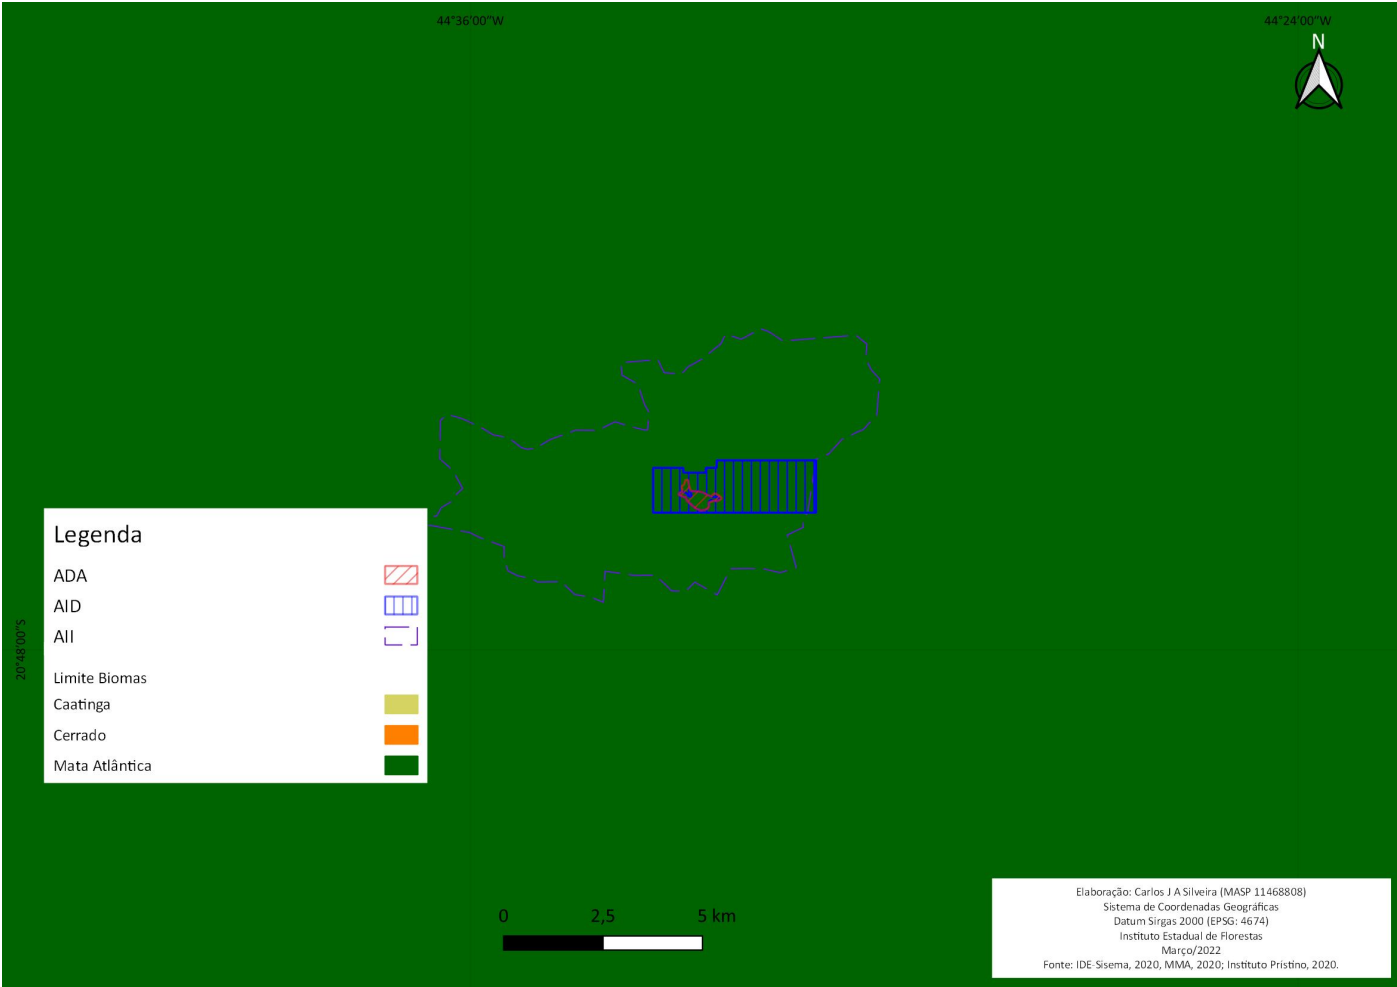 44°36'00"W
44°24'00"W
N
Legenda
ADA
AID
AII
20°48'00"S
Limite Biomas
Caatinga
Cerrado
Mata Atlântica
0 2,5 5 km
Elaboração: Carlos J A Silveira (MASP 11468808)
Sistema de Coordenadas Geográficas
Datum Sirgas 2000 (EPSG: 4674)
Instituto Estadual de Florestas
Março/2022
Fonte: IDE-Sisema, 2020, MMA, 2020; Instituto Pristino, 2020.